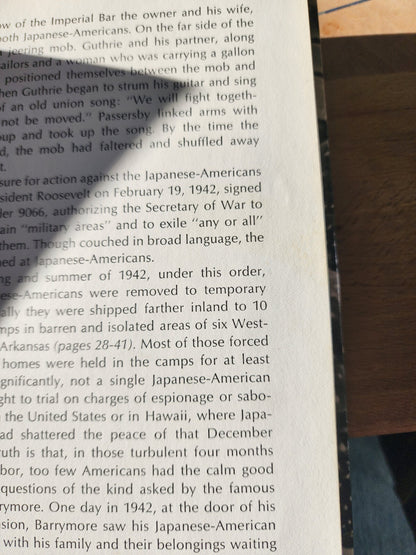 ow of the Imperial Bar the owner and his wife,
both Japanese-Americans. On the far side of the
jeering mob. Guthrie and his partner, along
sailors and a woman who was carrying a gallon
positioned themselves between the mob and
hen Guthrie began to strum his guitar and sing
of an old union song: “We will fight togeth-
not be moved.” Passersby linked arms with
oup and took up the song. By the time the
d, the mob had faltered and shuffled away
t.
sure for action against the Japanese-Americans
sident Roosevelt on February 19, 1942, signed
der 9066, authorizing the Secretary of War to
ain “military areas” and to exile “any or all”
them. Though couched in broad language, the
ned at Japanese-Americans.
ng and summer of 1942, under this order,
ese-Americans were removed to temporary
ally they were shipped farther inland to 10
mps in barren and isolated areas of six West-
Arkansas (pages 28-41). Most of those forced
homes were held in the camps for at least
gnificantly, not a single Japanese-American
ght to trial on charges of espionage or sabo-
the United States or in Hawaii, where Japa-
ad shattered the peace of that December
ruth is that, in those turbulent four months
bor, too few Americans had the calm good
questions of the kind asked by the famous
rrymore. One day in 1942, at the door of his
nsion, Barrymore saw his Japanese-American
with his family and their belongings waiting